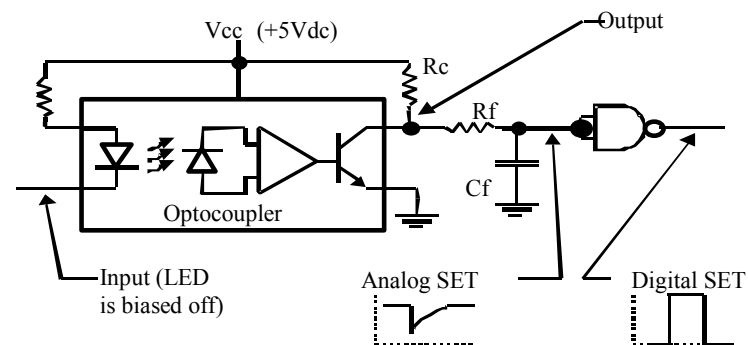 Vcc (+5Vdc)
Output
Rc
Rf
Cf
Optocoupler
Input (LED
is biased off)
Analog SET
Digital SET